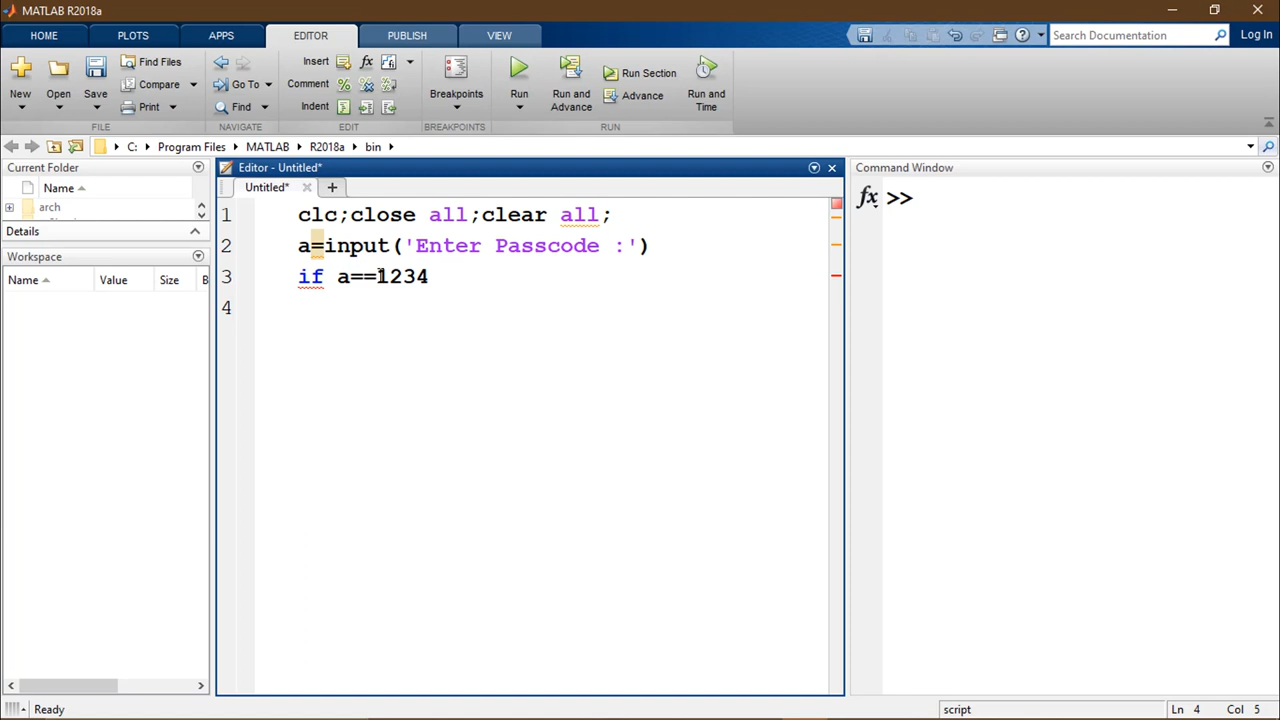 MATLAB R2018a
HOME PLOTS APPS EDITOR PUBLISH VIEW Search Documentation Log In
New Open Save Find Files Compare Print
FILE
Go To Find
NAVIGATE
Insert fx
Comment %
Indent
EDIT
Breakpoints
BREAKPOINTS
Run Run and Advance Run Section Advance Run and Time
RUN
C: Program Files MATLAB R2018a bin
Current Folder
Name
arch
Details
Workspace
Name Value Size B
Editor - Untitled*
Untitled* +
1 clc;close all;clear all;
2 a=input('Enter Passcode :')
3 if a==1234
4
Command Window
fx >>
Ready script Ln 4 Col 5